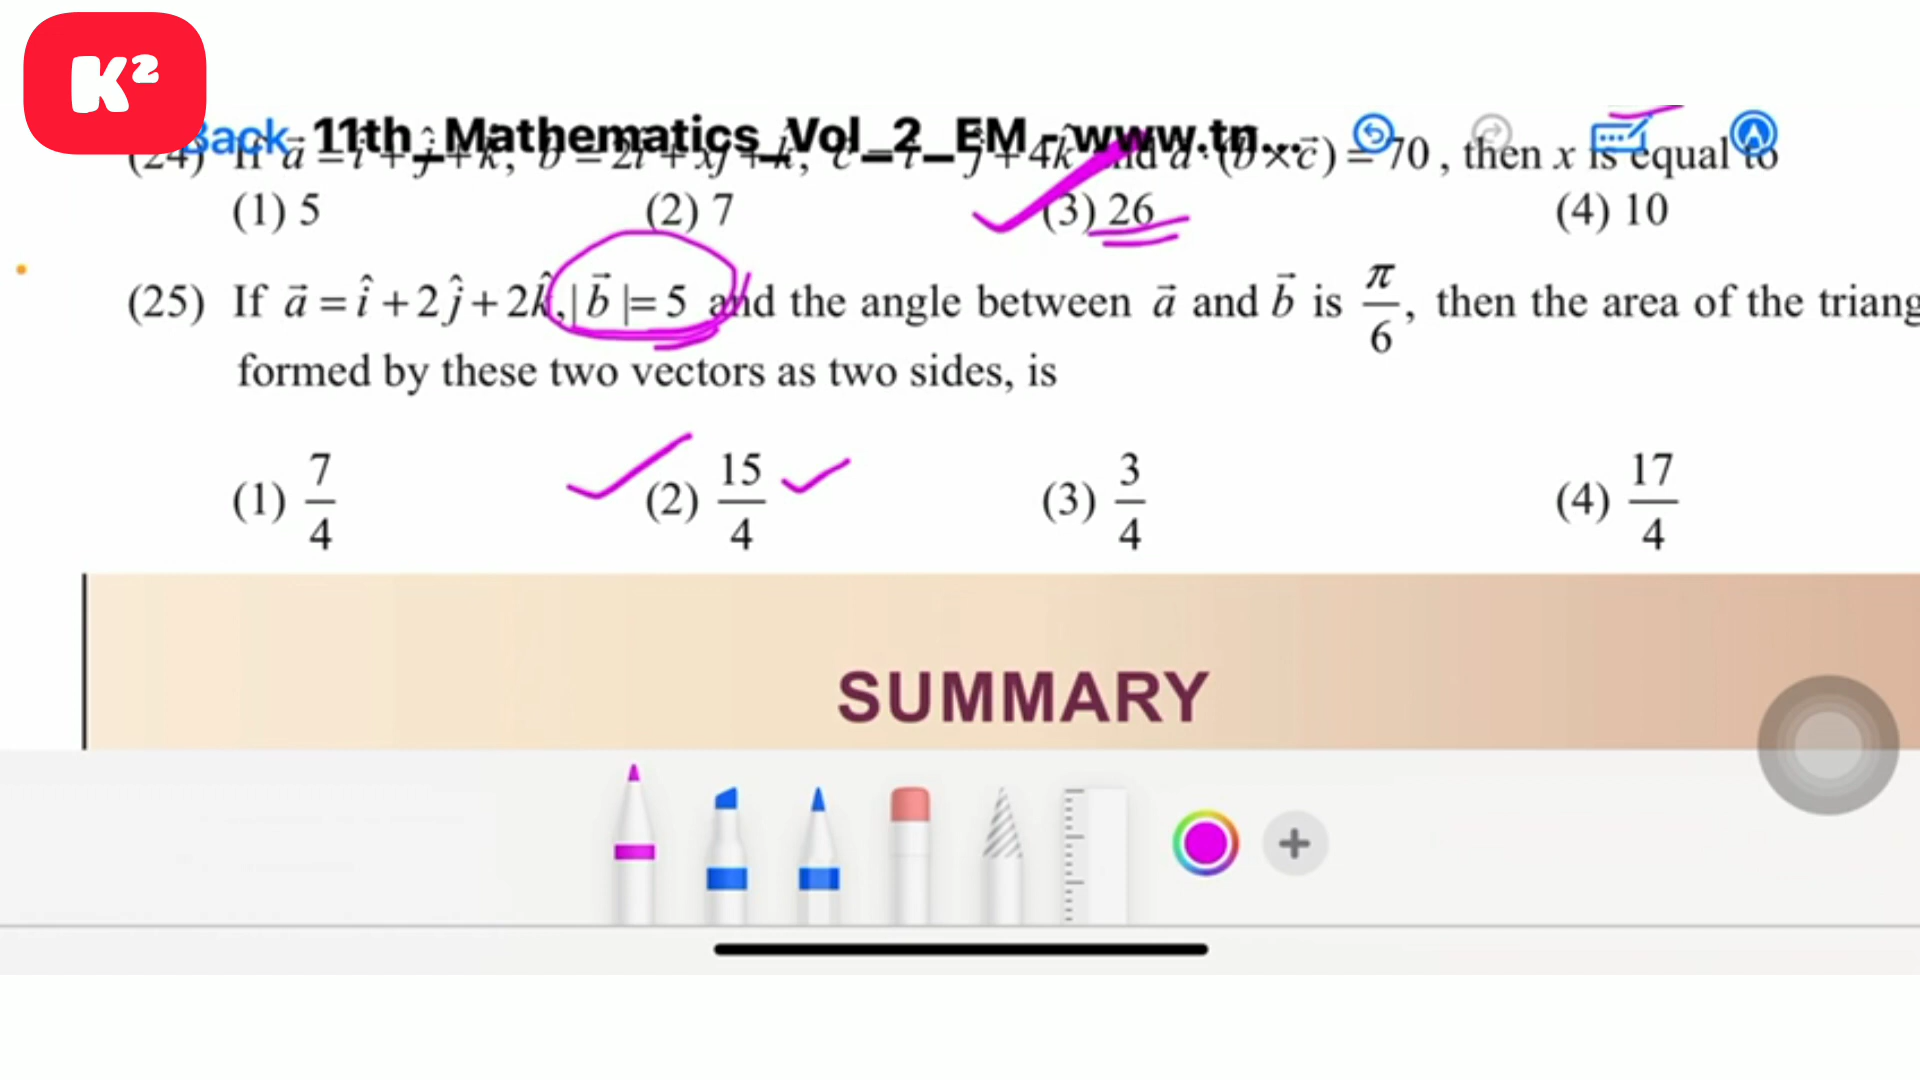 K²
Back 11th_Mathematics_Vol_2_EM - www.tn...
(24) If a⃗ = î + ĵ + k̂, b⃗ = 2î + xĵ + k̂, c⃗ = î − ĵ + 4k̂ and a⃗ · (b⃗ × c⃗) = 70, then x is equal to
(1) 5 (2) 7 (3) 26 (4) 10
(25) If a⃗ = î + 2ĵ + 2k̂, |b⃗| = 5 and the angle between a⃗ and b⃗ is π/6, then the area of the triang
formed by these two vectors as two sides, is
(1) 7/4 (2) 15/4 (3) 3/4 (4) 17/4
SUMMARY